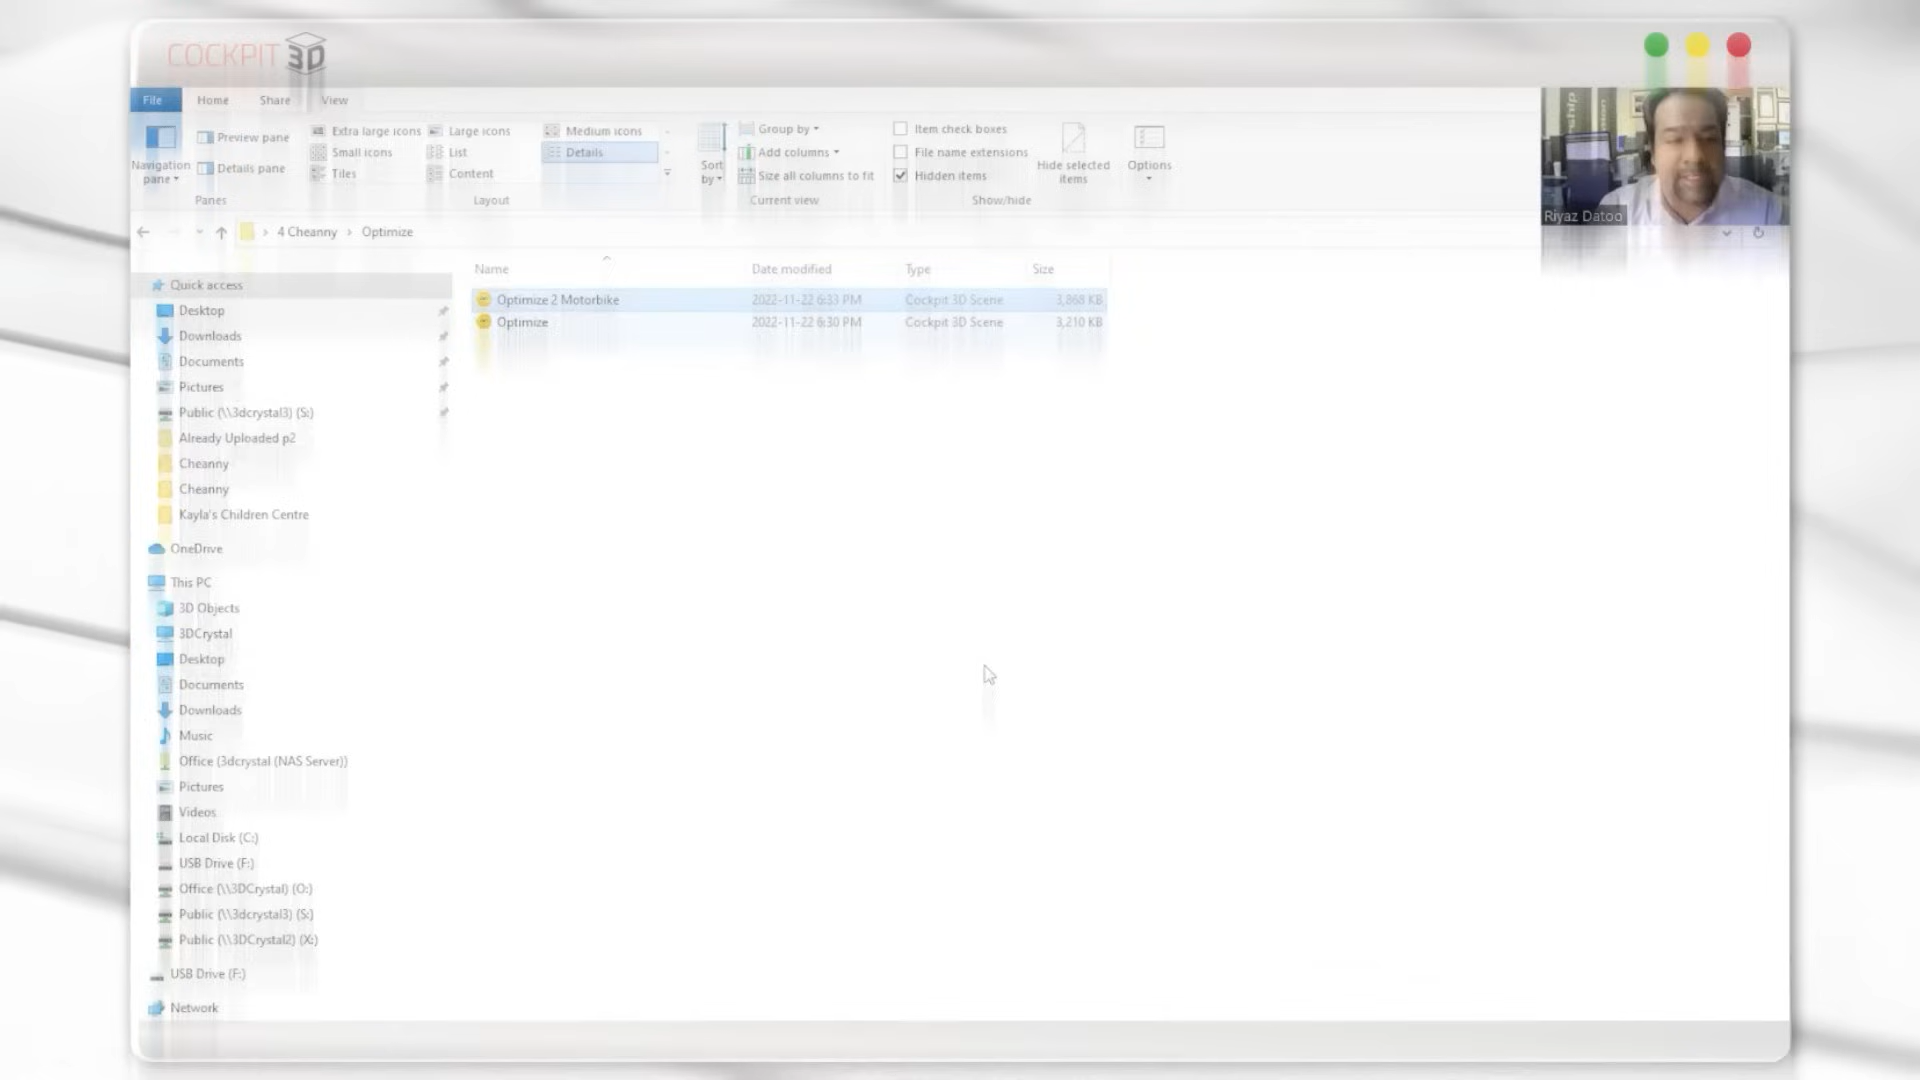 COCKPIT 3D
File Home Share View
Navigation pane
Preview pane
Details pane
Panes
Extra large icons Large icons Medium icons
Small icons List Details
Tiles Content
Layout
Sort by
Group by
Add columns
Size all columns to fit
Current view
Item check boxes
File name extensions
Hidden items
Hide selected items
Show/hide
Options
Riyaz Datoo
4 Cheanny > Optimize
Name Date modified Type Size
Optimize 2 Motorbike 2022-11-22 6:33 PM Cockpit 3D Scene 3,868 KB
Optimize 2022-11-22 6:30 PM Cockpit 3D Scene 3,210 KB
Quick access
Desktop
Downloads
Documents
Pictures
Public (\\3dcrystal3) (S:)
Already Uploaded p2
Cheanny
Cheanny
Kayla's Children Centre
OneDrive
This PC
3D Objects
3DCrystal
Desktop
Documents
Downloads
Music
Office (3dcrystal (NAS Server))
Pictures
Videos
Local Disk (C:)
USB Drive (F:)
Office (\\3DCrystal) (O:)
Public (\\3dcrystal3) (S:)
Public (\\3DCrystal2) (X:)
USB Drive (F:)
Network